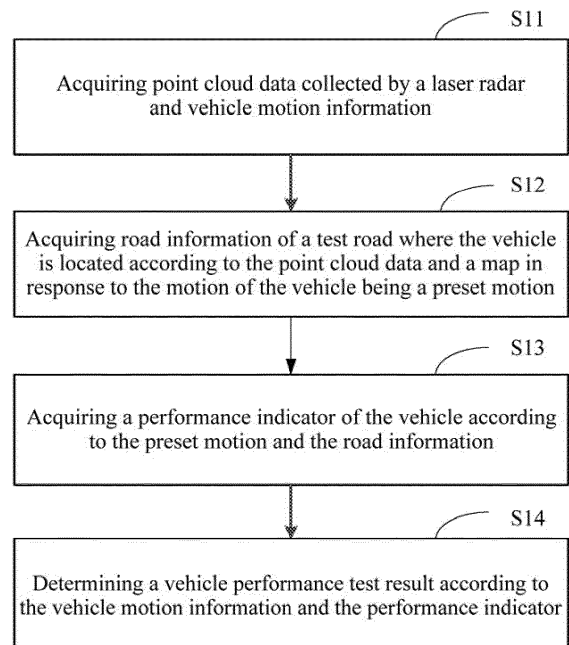 S11
Acquiring point cloud data collected by a laser radar
and vehicle motion information
S12
Acquiring road information of a test road where the vehicle
is located according to the point cloud data and a map in
response to the motion of the vehicle being a preset motion
S13
Acquiring a performance indicator of the vehicle according
to the preset motion and the road information
S14
Determining a vehicle performance test result according to
the vehicle motion information and the performance indicator